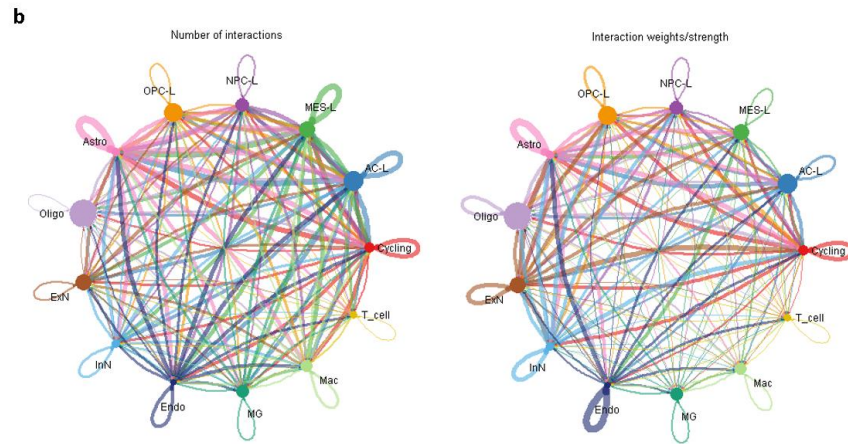 b
Number of interactions
OPC-L
NPC-L
MES-L
Astro
AC-L
Oligo
Cycling
ExN
T_cell
InN
Mac
Endo
MG
Interaction weights/strength
OPC-L
NPC-L
MES-L
Astro
AC-L
Oligo
Cycling
ExN
T_cell
InN
Mac
Endo
MG